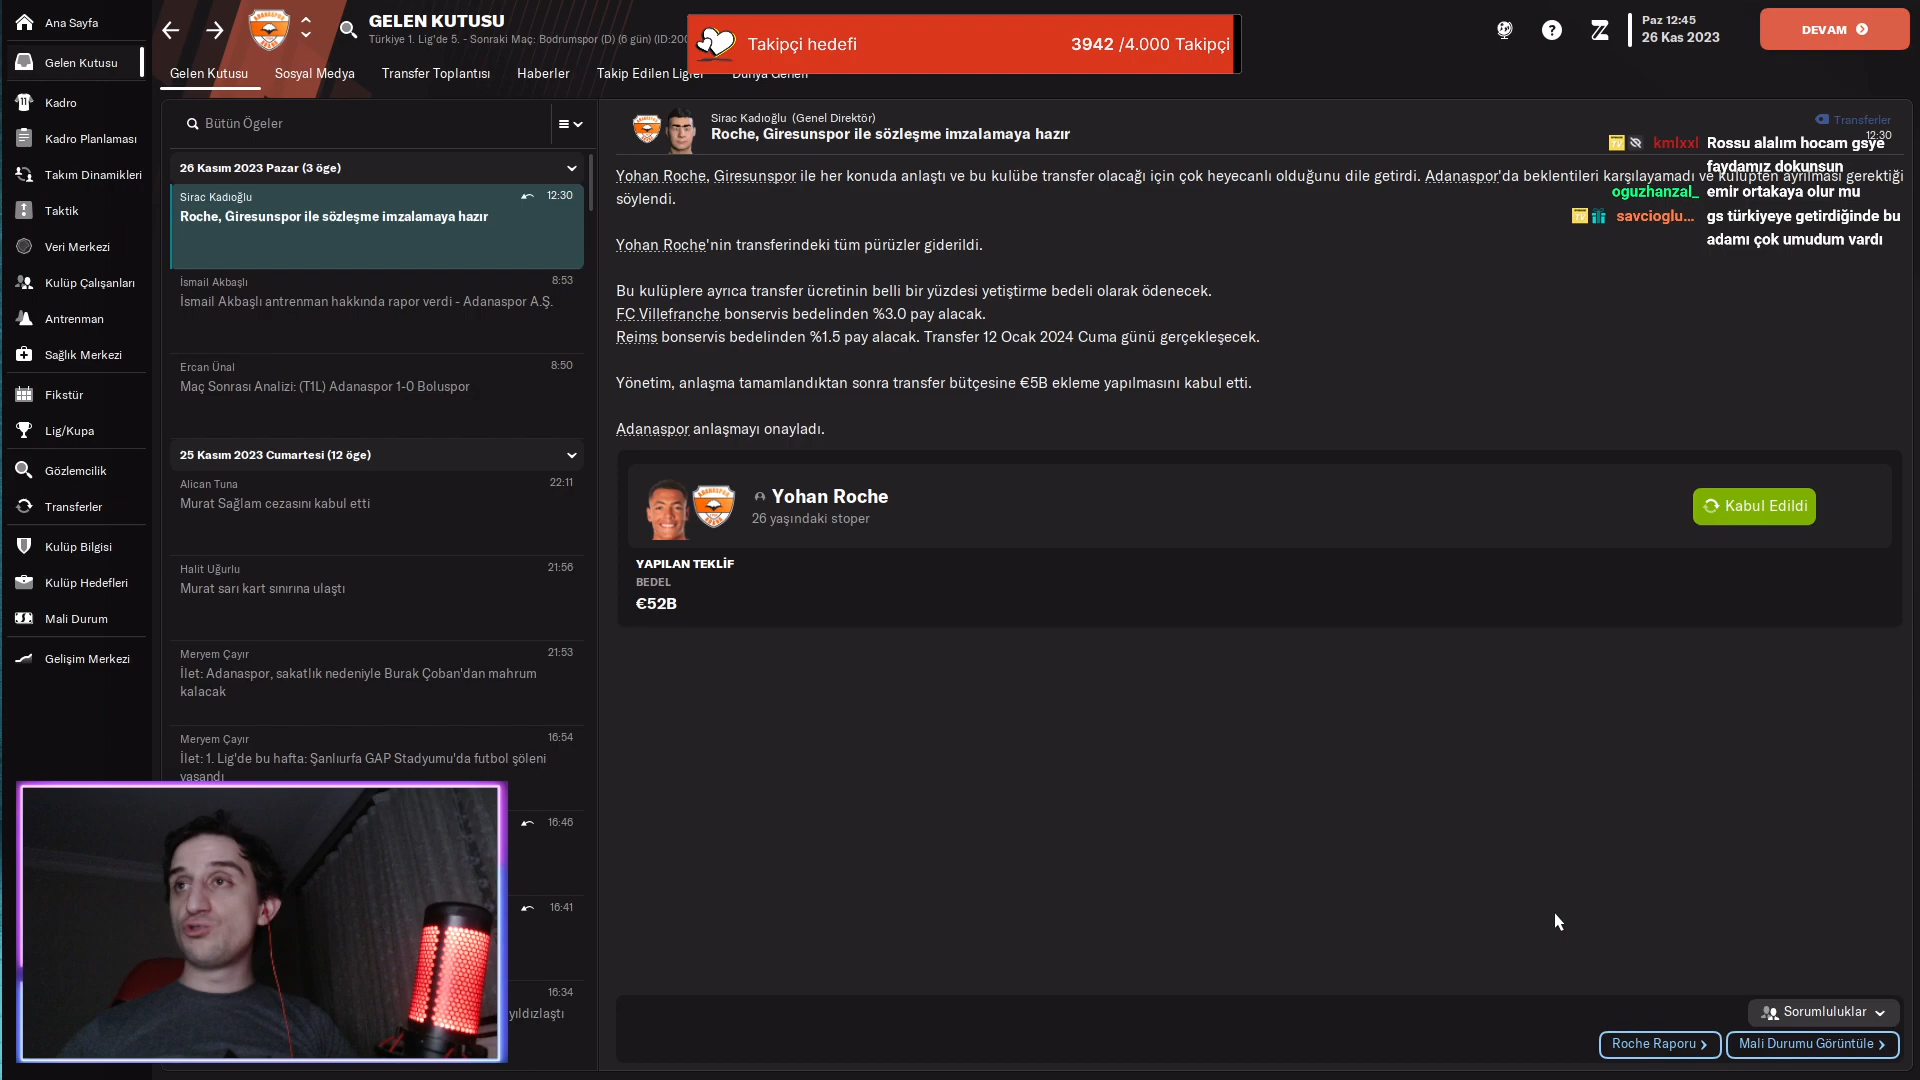 Ana Sayfa
Gelen Kutusu
Kadro
Kadro Planlaması
Takım Dinamikleri
Taktik
Veri Merkezi
Kulüp Çalışanları
Antrenman
Sağlık Merkezi
Fikstür
Lig/Kupa
Gözlemcilik
Transferler
Kulüp Bilgisi
Kulüp Hedefleri
Mali Durum
Gelişim Merkezi
GELEN KUTUSU
Türkiye 1. Lig'de 5. - Sonraki Maç: Bodrumspor (D) (6 gün) (ID:200
Takipçi hedefi
3942 /4.000 Takipçi
Paz 12:45
26 Kas 2023
DEVAM
Gelen Kutusu
Sosyal Medya
Transfer Toplantısı
Haberler
Takip Edilen Ligler
Dünya Geneli
Bütün Ögeler
26 Kasım 2023 Pazar (3 öge)
Sirac Kadıoğlu 12:30
Roche, Giresunspor ile sözleşme imzalamaya hazır
İsmail Akbaşlı 8:53
İsmail Akbaşlı antrenman hakkında rapor verdi - Adanaspor A.Ş.
Ercan Ünal 8:50
Maç Sonrası Analizi: (T1L) Adanaspor 1-0 Boluspor
25 Kasım 2023 Cumartesi (12 öge)
Alican Tuna 22:11
Murat Sağlam cezasını kabul etti
Halit Uğurlu 21:56
Murat sarı kart sınırına ulaştı
Meryem Çayır 21:53
İlet: Adanaspor, sakatlık nedeniyle Burak Çoban'dan mahrum
kalacak
Meryem Çayır 16:54
İlet: 1. Lig'de bu hafta: Şanlıurfa GAP Stadyumu'da futbol şöleni
yaşandı
16:46
16:41
16:34
yıldızlaştı
Sirac Kadıoğlu (Genel Direktör)
Roche, Giresunspor ile sözleşme imzalamaya hazır
Transferler
12:30
kmlxxl Rossu alalım hocam gsye
faydamız dokunsun
oguzhanzal_ emir ortakaya olur mu
savcioglu... gs türkiyeye getirdiğinde bu
adamı çok umudum vardı
Yohan Roche, Giresunspor ile her konuda anlaştı ve bu kulübe transfer olacağı için çok heyecanlı olduğunu dile getirdi. Adanaspor'da beklentileri karşılayamadı ve kulüpten ayrılması gerektiği
söylendi.
Yohan Roche'nin transferindeki tüm pürüzler giderildi.
Bu kulüplere ayrıca transfer ücretinin belli bir yüzdesi yetiştirme bedeli olarak ödenecek.
FC Villefranche bonservis bedelinden %3.0 pay alacak.
Reims bonservis bedelinden %1.5 pay alacak. Transfer 12 Ocak 2024 Cuma günü gerçekleşecek.
Yönetim, anlaşma tamamlandıktan sonra transfer bütçesine €5B ekleme yapılmasını kabul etti.
Adanaspor anlaşmayı onayladı.
Yohan Roche
26 yaşındaki stoper
Kabul Edildi
YAPILAN TEKLİF
BEDEL
€52B
Sorumluluklar
Roche Raporu
Mali Durumu Görüntüle